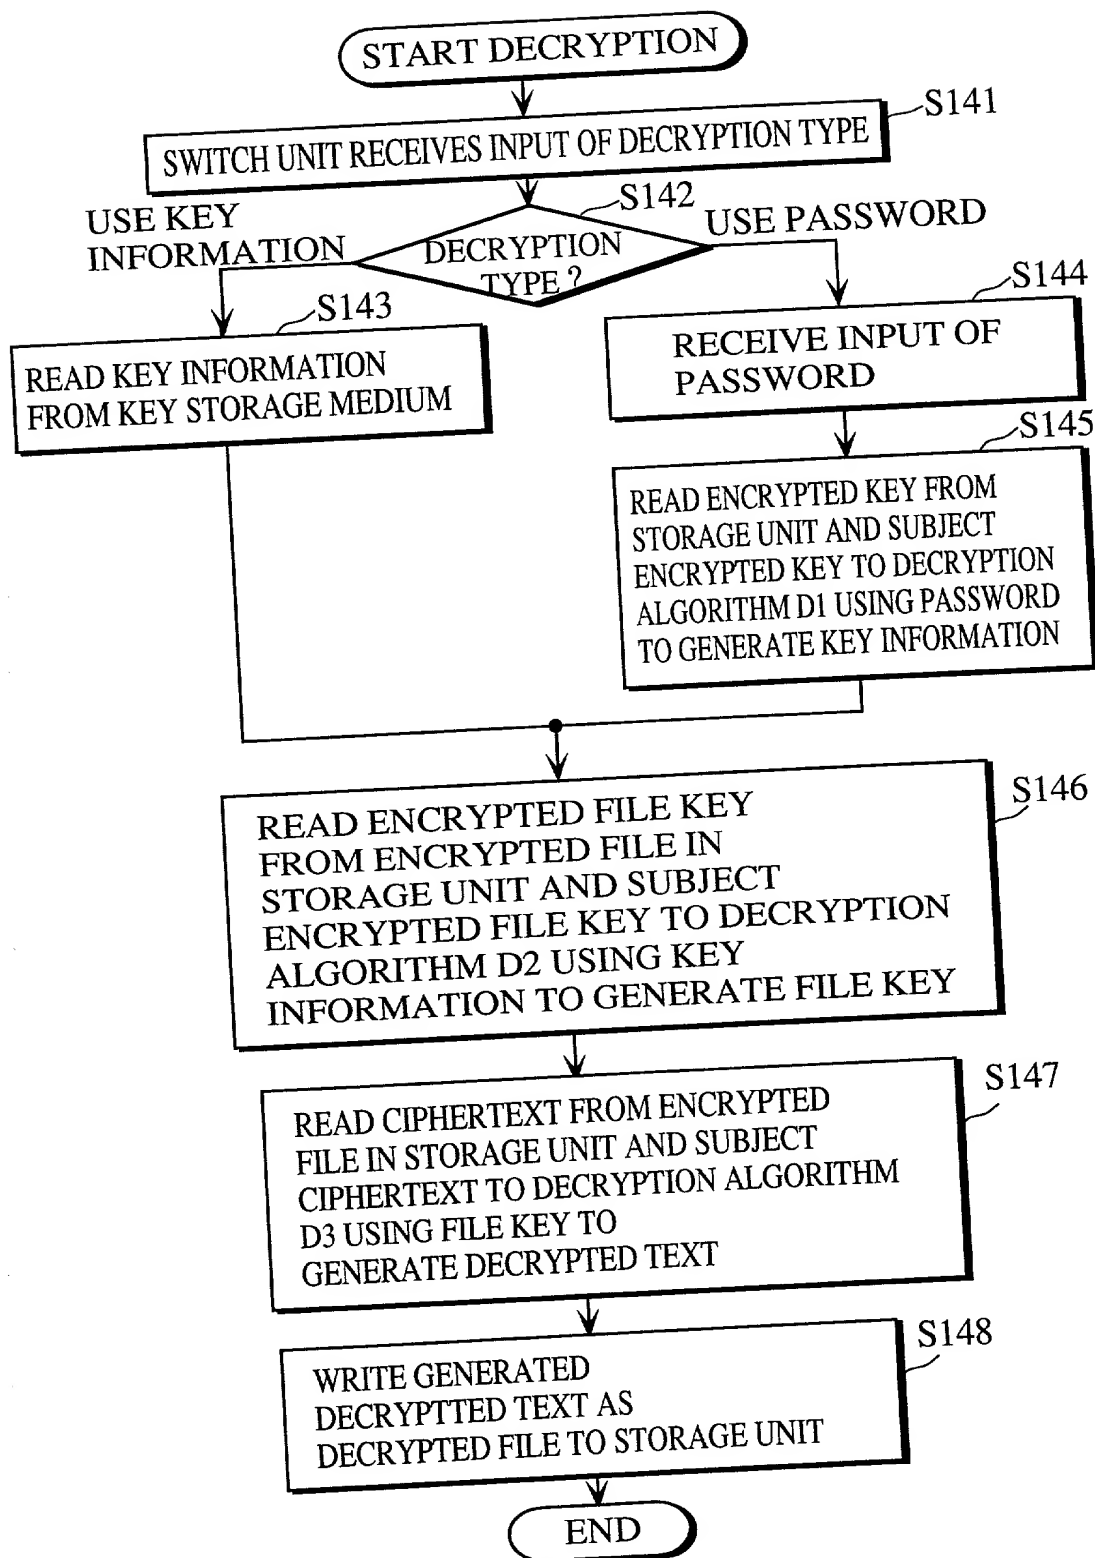 START DECRYPTION
S141
SWITCH UNIT RECEIVES INPUT OF DECRYPTION TYPE
S142
USE KEY
INFORMATION
USE PASSWORD
DECRYPTION
TYPE ?
S143
READ KEY INFORMATION
FROM KEY STORAGE MEDIUM
S144
RECEIVE INPUT OF
PASSWORD
S145
READ ENCRYPTED KEY FROM
STORAGE UNIT AND SUBJECT
ENCRYPTED KEY TO DECRYPTION
ALGORITHM D1 USING PASSWORD
TO GENERATE KEY INFORMATION
S146
READ ENCRYPTED FILE KEY
FROM ENCRYPTED FILE IN
STORAGE UNIT AND SUBJECT
ENCRYPTED FILE KEY TO DECRYPTION
ALGORITHM D2 USING KEY
INFORMATION TO GENERATE FILE KEY
S147
READ CIPHERTEXT FROM ENCRYPTED
FILE IN STORAGE UNIT AND SUBJECT
CIPHERTEXT TO DECRYPTION ALGORITHM
D3 USING FILE KEY TO
GENERATE DECRYPTED TEXT
S148
WRITE GENERATED
DECRYPTTED TEXT AS
DECRYPTED FILE TO STORAGE UNIT
END